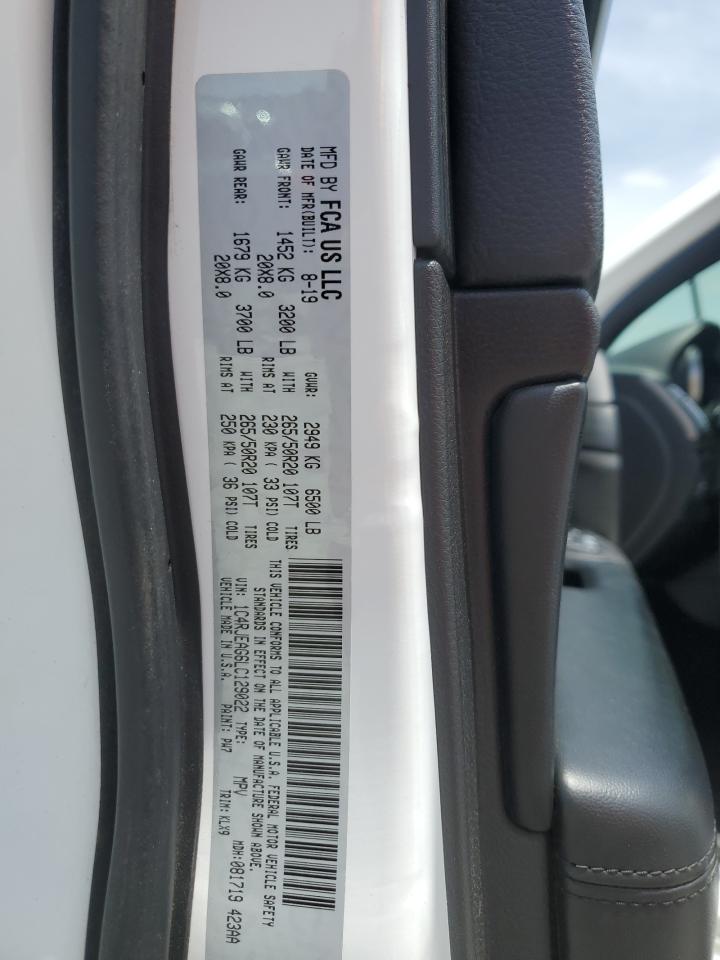 MFD BY FCA US LLC
DATE OF MFR(BUILT): 8-19 GVWR: 2949 KG 6500 LB
GAWR FRONT: 1452 KG 3200 LB WITH 265/50R20 107T TIRES
20X8.0 RIMS AT 230 KPA ( 33 PSI) COLD
GAWR REAR: 1679 KG 3700 LB WITH 265/50R20 107T TIRES
20X8.0 RIMS AT 250 KPA ( 36 PSI) COLD
THIS VEHICLE CONFORMS TO ALL APPLICABLE U.S.A. FEDERAL MOTOR VEHICLE SAFETY
STANDARDS IN EFFECT ON THE DATE OF MANUFACTURE SHOWN ABOVE.
VIN: 1C4RJEAG6LC129022 TYPE: MPV MDH:081719 423AA
VEHICLE MADE IN U.S.A. PAINT: PW7 TRIM: KLX9